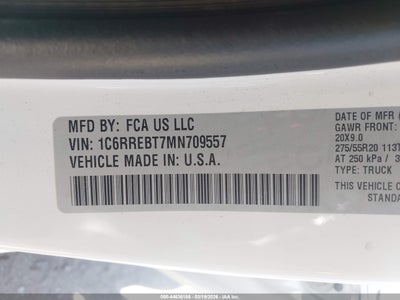 MFD BY: FCA US LLC
VIN: 1C6RREBT7MN709557
VEHICLE MADE IN: U.S.A.
DATE OF MFR
GAWR FRONT:
20X9.0
275/55R20 113T
AT 250 kPa / 3
TYPE: TRUCK
THIS VEHICLE
STANDA